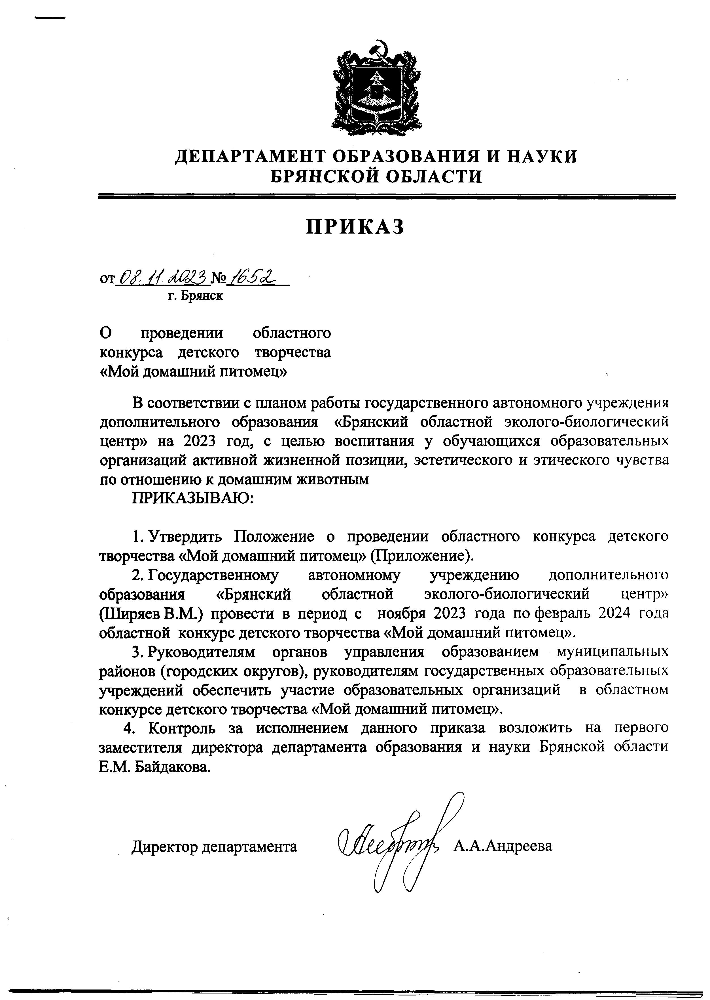 ДЕПАРТАМЕНТ ОБРАЗОВАНИЯ И НАУКИ
БРЯНСКОЙ ОБЛАСТИ
ПРИКАЗ
от 08.11.2023 № 1652
г. Брянск
О проведении областного
конкурса детского творчества
«Мой домашний питомец»
В соответствии с планом работы государственного автономного учреждения
дополнительного образования «Брянский областной эколого-биологический
центр» на 2023 год, с целью воспитания у обучающихся образовательных
организаций активной жизненной позиции, эстетического и этического чувства
по отношению к домашним животным
ПРИКАЗЫВАЮ:
1. Утвердить Положение о проведении областного конкурса детского
творчества «Мой домашний питомец» (Приложение).
2. Государственному автономному учреждению дополнительного
образования «Брянский областной эколого-биологический центр»
(Ширяев В.М.) провести в период с ноября 2023 года по февраль 2024 года
областной конкурс детского творчества «Мой домашний питомец».
3. Руководителям органов управления образованием муниципальных
районов (городских округов), руководителям государственных образовательных
учреждений обеспечить участие образовательных организаций в областном
конкурсе детского творчества «Мой домашний питомец».
4. Контроль за исполнением данного приказа возложить на первого
заместителя директора департамента образования и науки Брянской области
Е.М. Байдакова.
Директор департамента А.А.Андреева